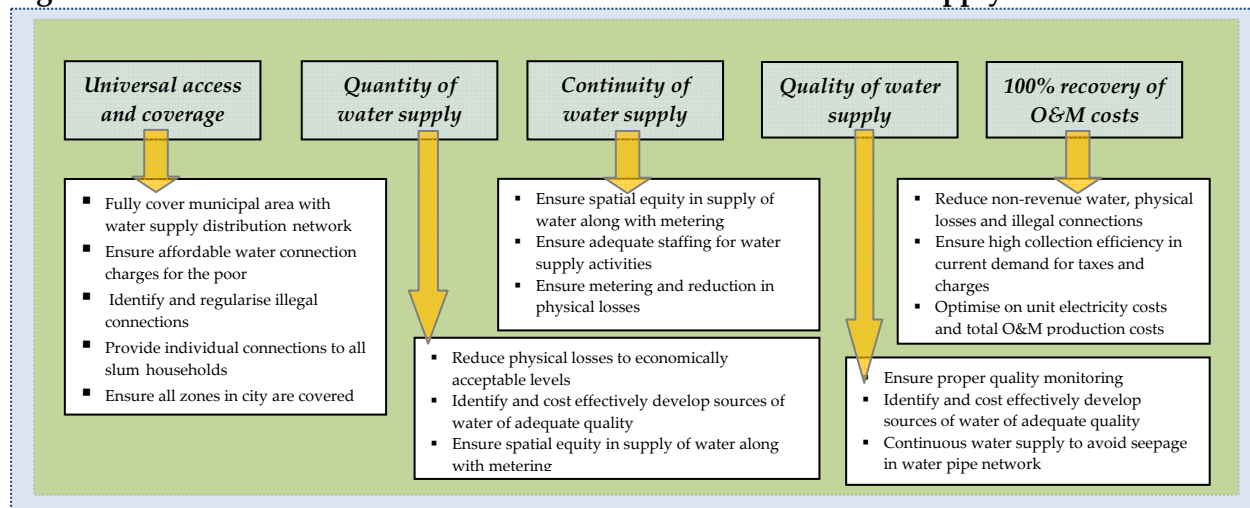 supply
Universal access
and coverage
Quantity of
water supply
Continuity of
water supply
Quality of water
supply
100% recovery of
O&M costs
▪ Fully cover municipal area with
water supply distribution network
▪ Ensure affordable water connection
charges for the poor
▪ Identify and regularise illegal
connections
▪ Provide individual connections to all
slum households
▪ Ensure all zones in city are covered
▪ Reduce physical losses to economically
acceptable levels
▪ Identify and cost effectively develop sources of
water of adequate quality
▪ Ensure spatial equity in supply of water along
with metering
▪ Ensure spatial equity in supply of
water along with metering
▪ Ensure adequate staffing for water
supply activities
▪ Ensure metering and reduction in
physical losses
▪ Ensure proper quality monitoring
▪ Identify and cost effectively develop
sources of water of adequate quality
▪ Continuous water supply to avoid seepage
in water pipe network
▪ Reduce non-revenue water, physical
losses and illegal connections
▪ Ensure high collection efficiency in
current demand for taxes and
charges
▪ Optimise on unit electricity costs
and total O&M production costs